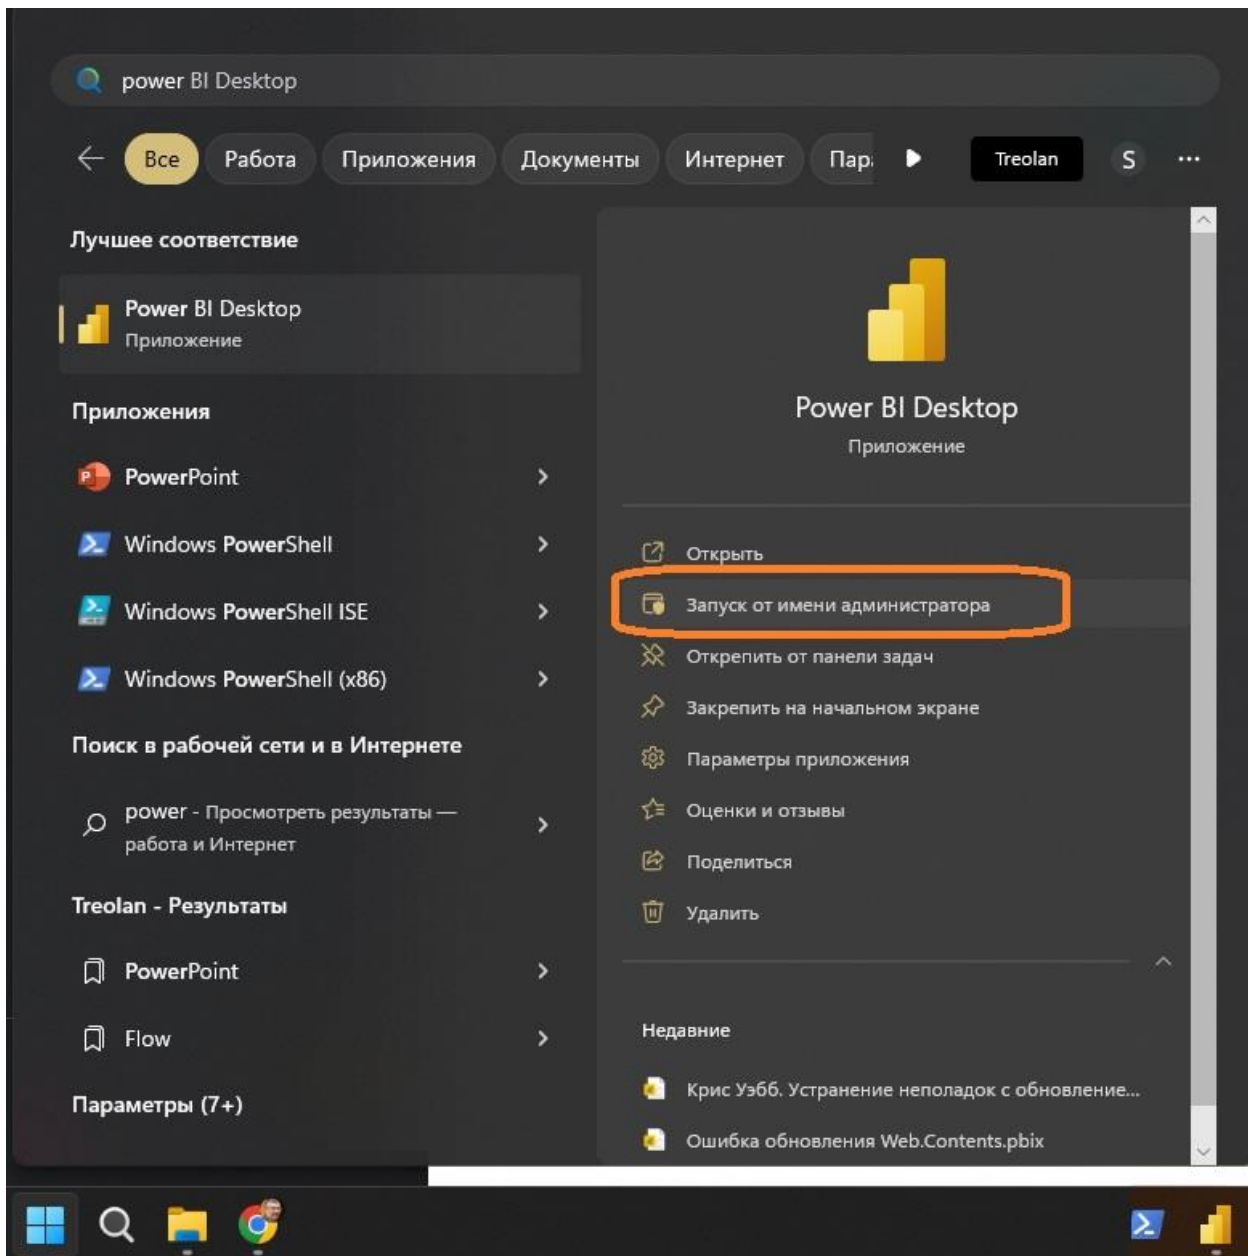 power BI Desktop
Все
Работа
Приложения
Документы
Интернет
Treolan
S
Лучшее соответствие
Power BI Desktop
Приложение
Приложения
PowerPoint
Windows PowerShell
Windows PowerShell ISE
Windows PowerShell (x86)
Поиск в рабочей сети и в Интернете
power - Просмотреть результаты —
работа и Интернет
Treolan - Результаты
PowerPoint
Flow
Параметры (7+)
Power BI Desktop
Приложение
Открыть
Запуск от имени администратора
Открепить от панели задач
Закрепить на начальном экране
Параметры приложения
Оценки и отзывы
Поделиться
Удалить
Недавние
Крис Уэбб. Устранение неполадок с обновление...
Ошибка обновления Web.Contents.pbix